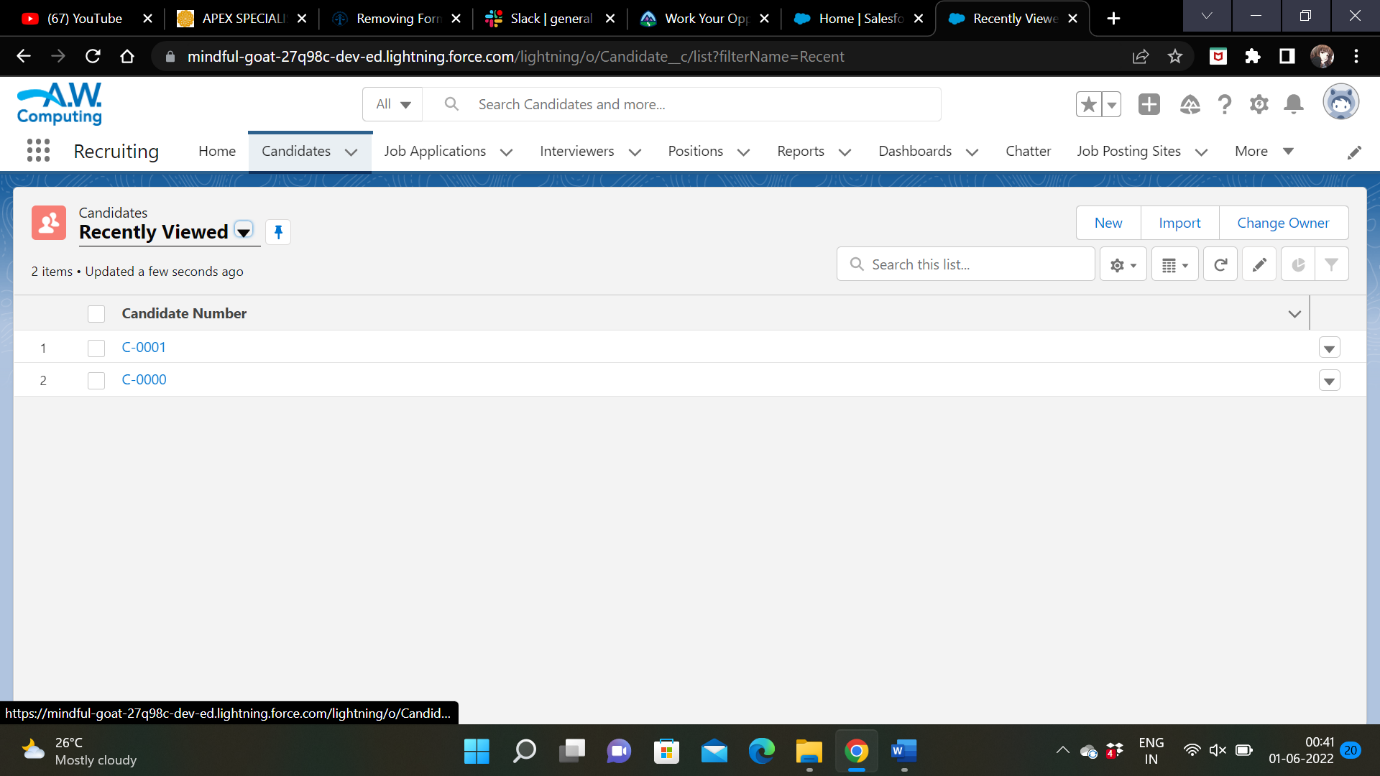 (67) YouTube
APEX SPECIALI
Removing Form
Slack | general
Work Your Opp
Home | Salesfo
Recently Viewe
mindful-goat-27q98c-dev-ed.lightning.force.com/lightning/o/Candidate__c/list?filterName=Recent
A.W.
Computing
All
Search Candidates and more...
Recruiting
Home
Candidates
Job Applications
Interviewers
Positions
Reports
Dashboards
Chatter
Job Posting Sites
More
Candidates
Recently Viewed
New
Import
Change Owner
2 items • Updated a few seconds ago
Search this list...
Candidate Number
1 C-0001
2 C-0000
https://mindful-goat-27q98c-dev-ed.lightning.force.com/lightning/o/Candid...
26°C
Mostly cloudy
ENG
IN
00:41
01-06-2022
20